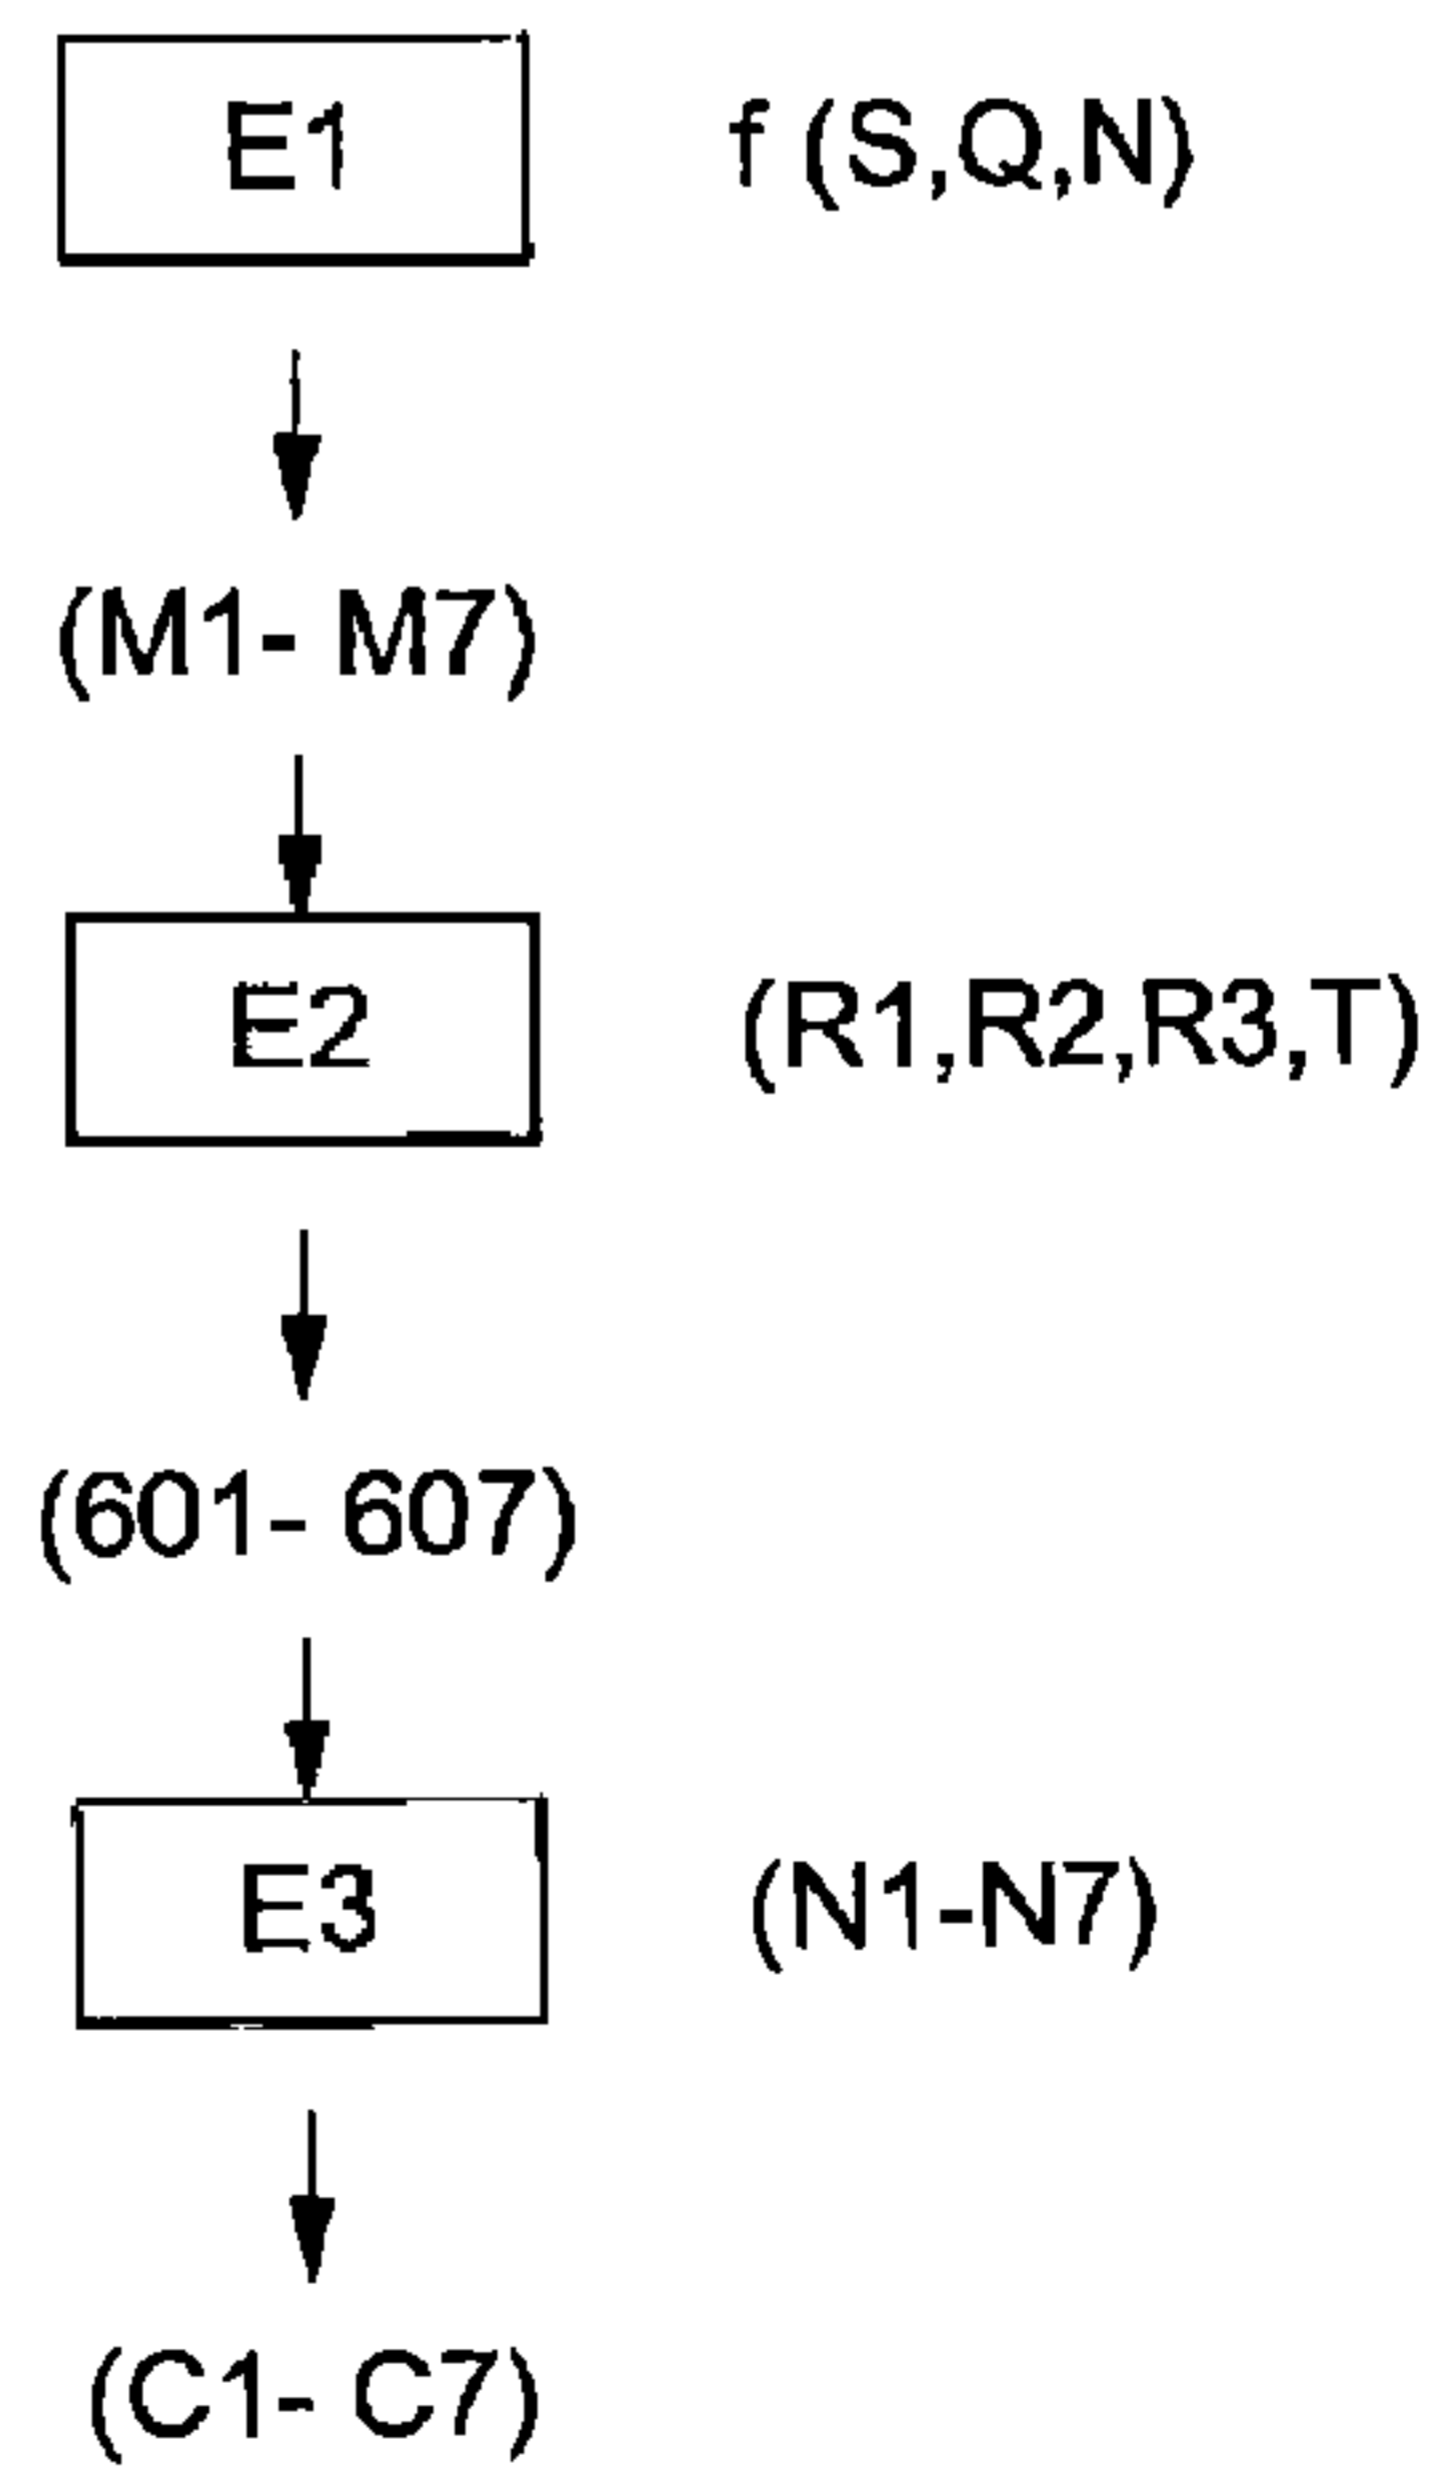 E1 f (S,Q,N)
(M1- M7)
E2 (R1,R2,R3,T)
(601- 607)
E3 (N1-N7)
(C1- C7)